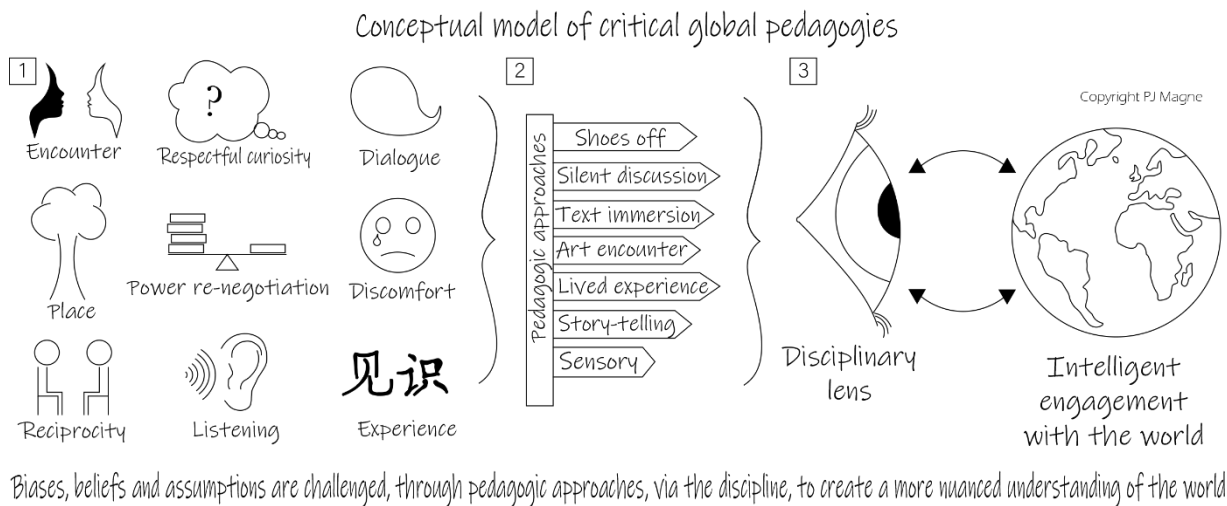 Conceptual model of critical global pedagogies
1
Encounter
?
Respectful curiosity
Dialogue
Place
Power re-negotiation
Discomfort
Reciprocity
Listening
见识
Experience
2
Pedagogic approaches
Shoes off
Silent discussion
Text immersion
Art encounter
Lived experience
Story-telling
Sensory
3
Copyright PJ Magne
Disciplinary
lens
Intelligent
engagement
with the world
Biases, beliefs and assumptions are challenged, through pedagogic approaches, via the discipline, to create a more nuanced understanding of the world